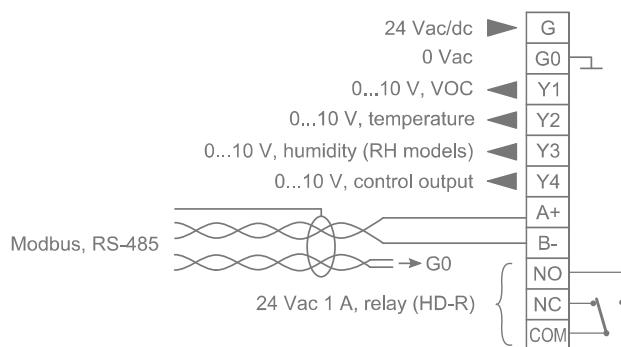 24 Vac/dc G
0 Vac G0
0...10 V, VOC Y1
0...10 V, temperature Y2
0...10 V, humidity (RH models) Y3
0...10 V, control output Y4
A+
Modbus, RS-485 B-
G0
NO
24 Vac 1 A, relay (HD-R) NC
COM